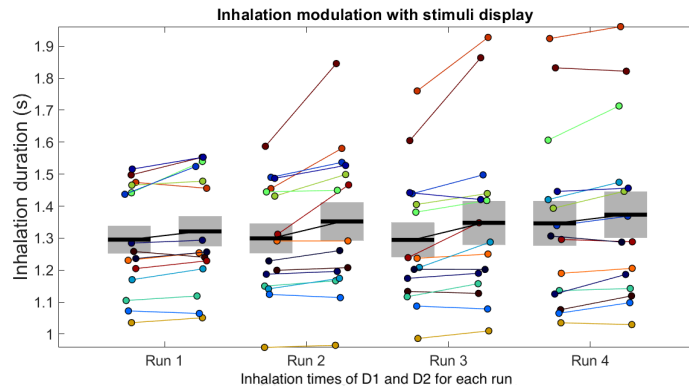 Inhalation modulation with stimuli display
Inhalation duration (s)
1.9
1.8
1.7
1.6
1.5
1.4
1.3
1.2
1.1
1
Run 1 Run 2 Run 3 Run 4
Inhalation times of D1 and D2 for each run